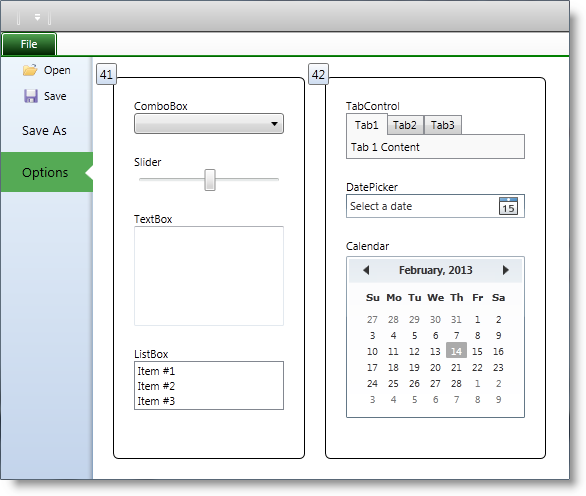 File
Open
Save
Save As
Options
41
ComboBox
Slider
TextBox
ListBox
Item #1
Item #2
Item #3
42
TabControl
Tab1 Tab2 Tab3
Tab 1 Content
DatePicker
Select a date 15
Calendar
February, 2013
Su Mo Tu We Th Fr Sa
27 28 29 30 31 1 2
3 4 5 6 7 8 9
10 11 12 13 14 15 16
17 18 19 20 21 22 23
24 25 26 27 28 1 2
3 4 5 6 7 8 9